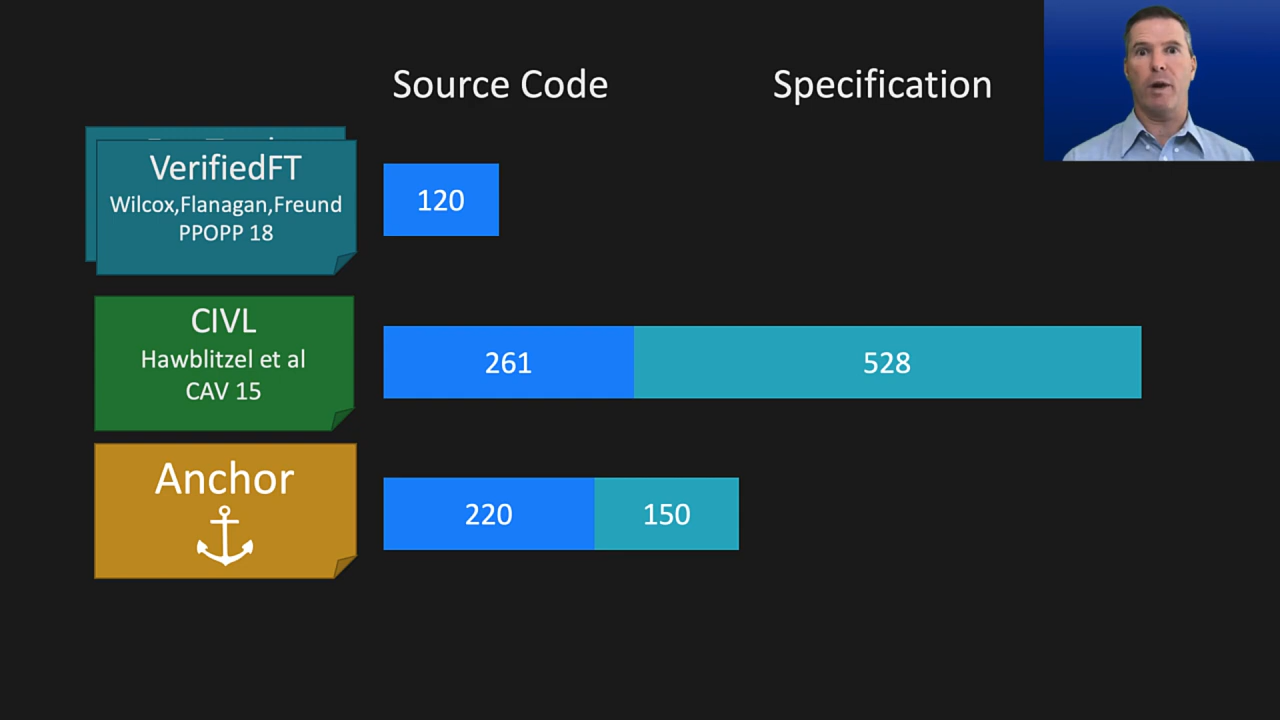 Source Code
Specification
VerifiedFT
Wilcox,Flanagan,Freund
PPOPP 18
120
CIVL
Hawblitzel et al
CAV 15
261
528
Anchor
220
150